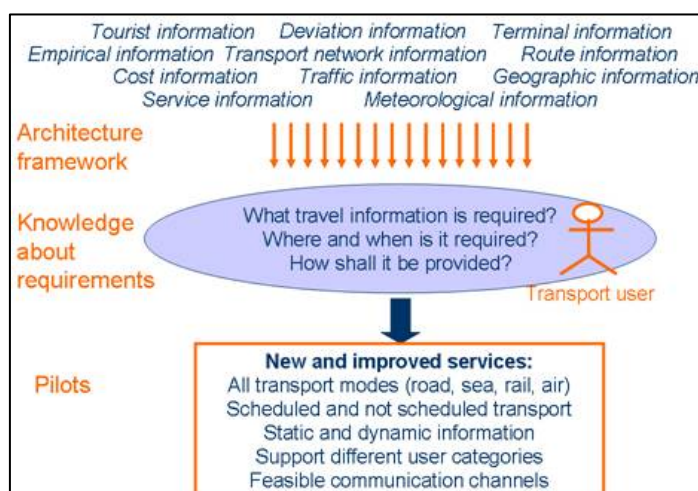 Tourist information Deviation information Terminal information
Empirical information Transport network information Route information
Cost information Traffic information Geographic information
Service information Meteorological information
Architecture
framework
Knowledge
about
requirements
What travel information is required?
Where and when is it required?
How shall it be provided?
Transport user
Pilots
New and improved services:
All transport modes (road, sea, rail, air)
Scheduled and not scheduled transport
Static and dynamic information
Support different user categories
Feasible communication channels